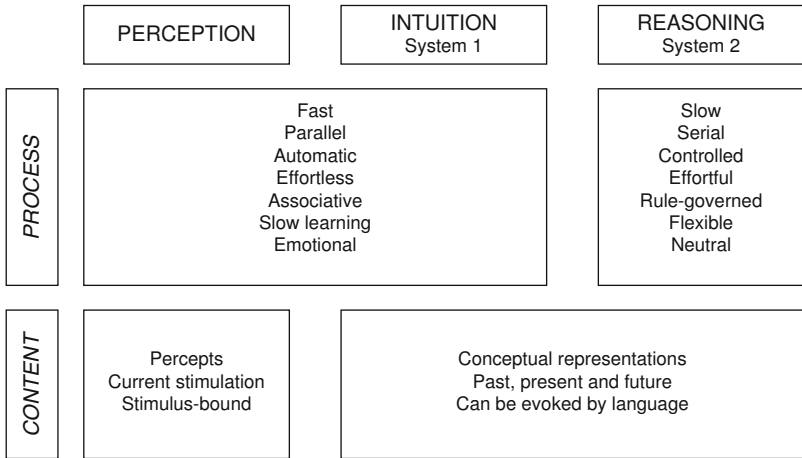 PERCEPTION
INTUITION
System 1
REASONING
System 2
PROCESS
Fast
Parallel
Automatic
Effortless
Associative
Slow learning
Emotional
Slow
Serial
Controlled
Effortful
Rule-governed
Flexible
Neutral
CONTENT
Percepts
Current stimulation
Stimulus-bound
Conceptual representations
Past, present and future
Can be evoked by language